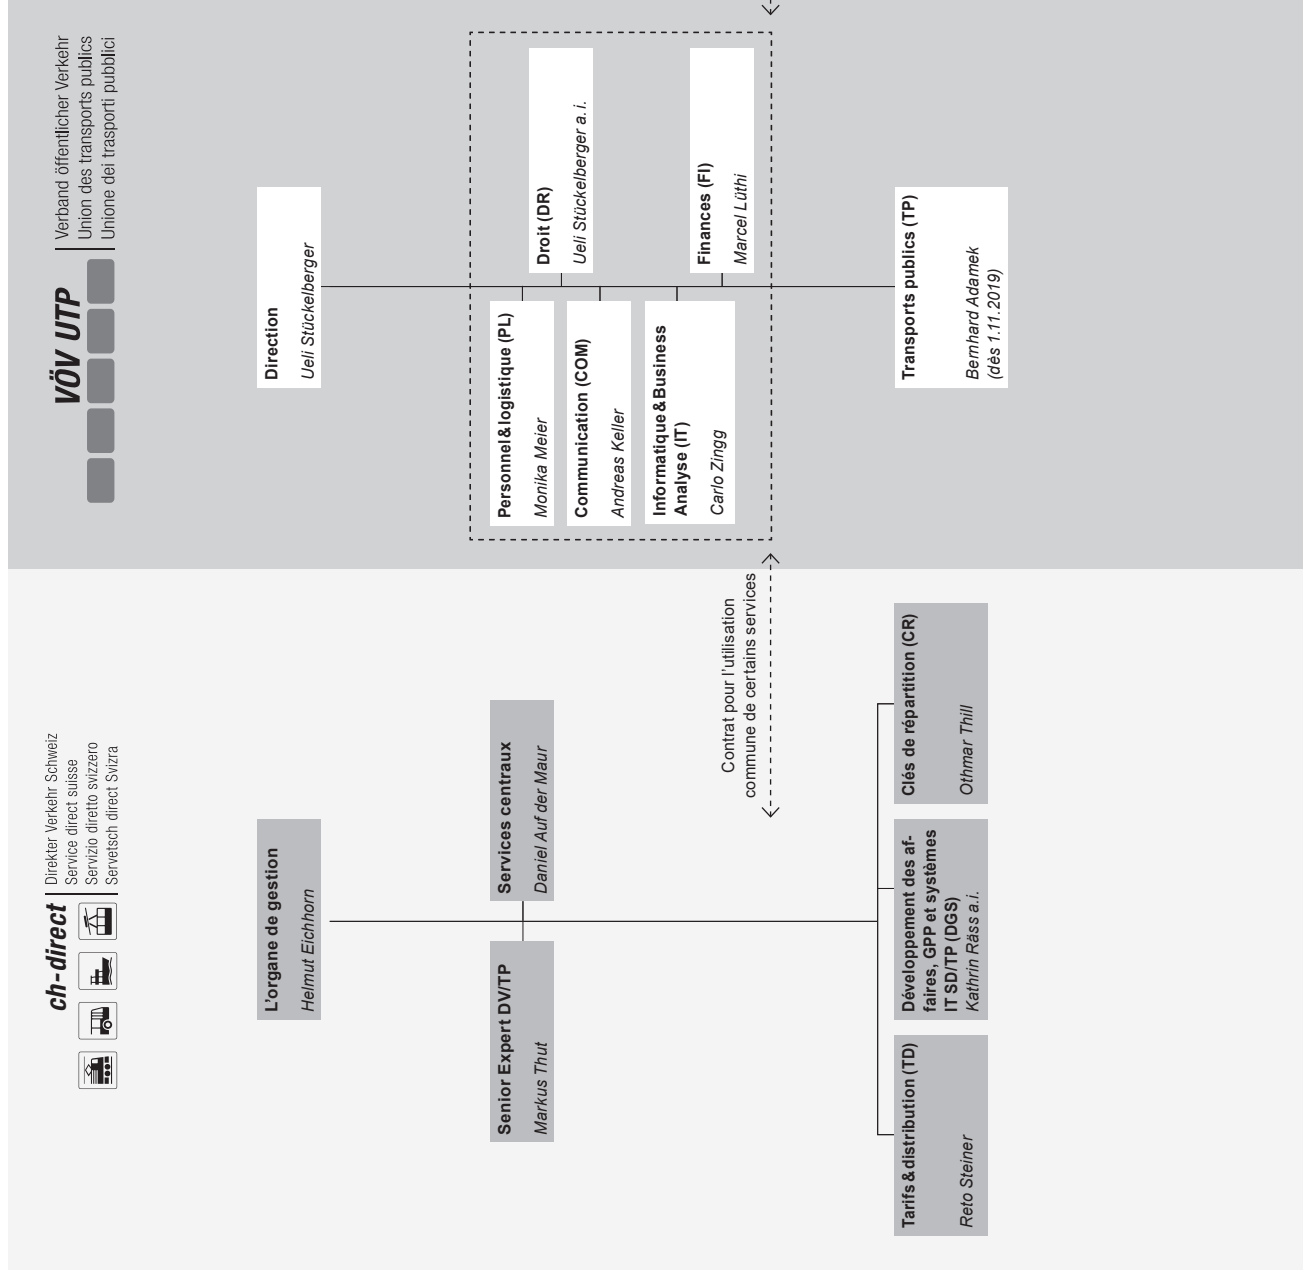 ch-direct
Direkter Verkehr Schweiz
Service direct suisse
Servizio diretto svizzero
Servetsch direct Svizra
L'organe de gestion
Helmut Eichhorn
Senior Expert DV/TP
Markus Thut
Services centraux
Daniel Auf der Maur
Contrat pour l'utilisation
commune de certains services
Tarifs & distribution (TD)
Reto Steiner
Développement des af-
faires, GPP et systèmes
IT SD/TP (DGS)
Kathrin Räss a.i.
Clés de répartition (CR)
Othmar Thill
VÖV UTP
Verband öffentlicher Verkehr
Union des transports publics
Unione dei trasporti pubblici
Direction
Ueli Stückelberger
Personnel & logistique (PL)
Monika Meier
Droit (DR)
Ueli Stückelberger a. i.
Communication (COM)
Andreas Keller
Informatique & Business
Analyse (IT)
Carlo Zingg
Finances (FI)
Marcel Lüthi
Transports publics (TP)
Bernhard Adamek
(dès 1.11.2019)